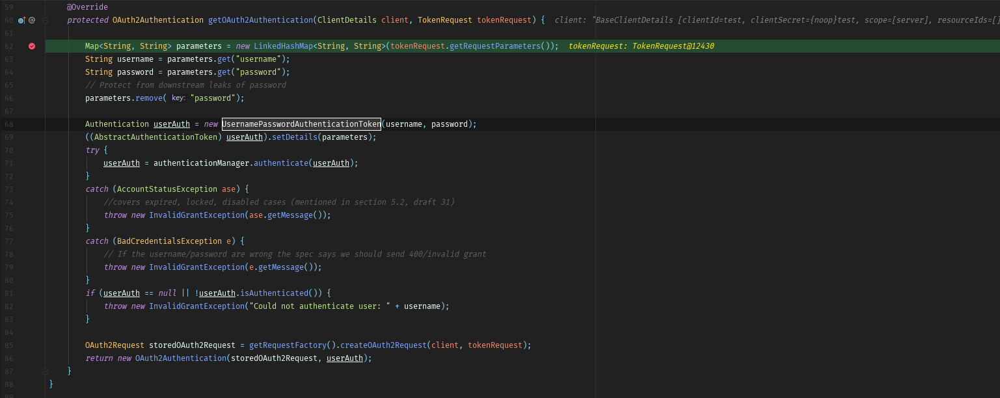 59 @Override
60 @ protected OAuth2Authentication getOAuth2Authentication(ClientDetails client, TokenRequest tokenRequest) { client: "BaseClientDetails [clientId=test, clientSecret={noop}test, scope=[server], resourceIds=[]
61
62 Map<String, String> parameters = new LinkedHashMap<String, String>(tokenRequest.getRequestParameters()); tokenRequest: TokenRequest@12430
63 String username = parameters.get("username");
64 String password = parameters.get("password");
65 // Protect from downstream leaks of password
66 parameters.remove( key: "password");
67
68 Authentication userAuth = new UsernamePasswordAuthenticationToken(username, password);
69 ((AbstractAuthenticationToken) userAuth).setDetails(parameters);
70 try {
71 userAuth = authenticationManager.authenticate(userAuth);
72 }
73 catch (AccountStatusException ase) {
74 //covers expired, locked, disabled cases (mentioned in section 5.2, draft 31)
75 throw new InvalidGrantException(ase.getMessage());
76 }
77 catch (BadCredentialsException e) {
78 // If the username/password are wrong the spec says we should send 400/invalid grant
79 throw new InvalidGrantException(e.getMessage());
80 }
81 if (userAuth == null || !userAuth.isAuthenticated()) {
82 throw new InvalidGrantException("Could not authenticate user: " + username);
83 }
84
85 OAuth2Request storedOAuth2Request = getRequestFactory().createOAuth2Request(client, tokenRequest);
86 return new OAuth2Authentication(storedOAuth2Request, userAuth);
87 }
88 }
89